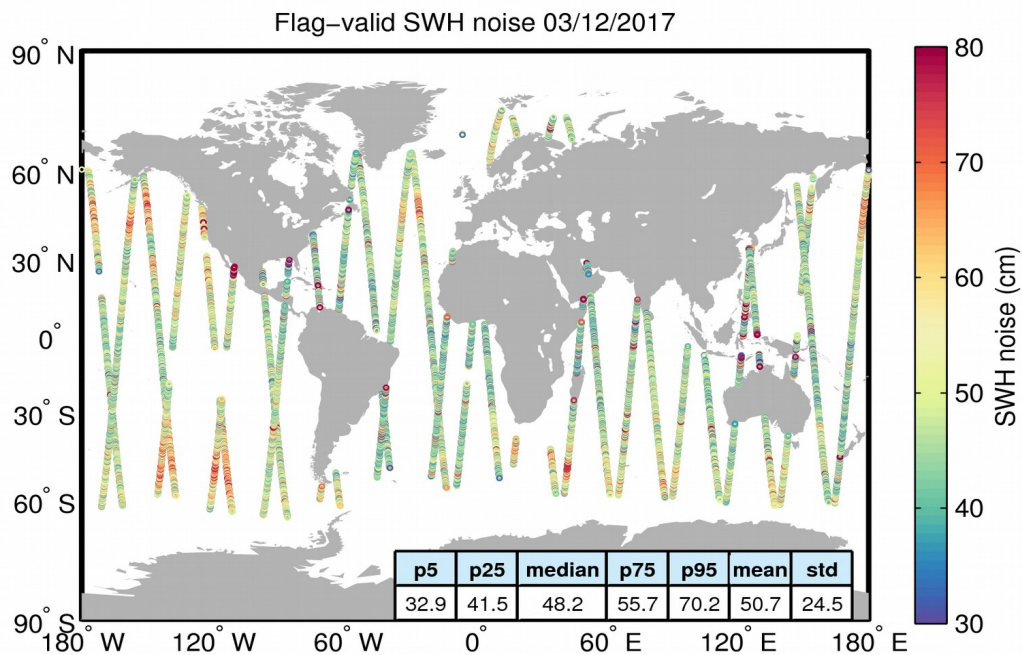 Flag−valid SWH noise 03/12/2017
90° N
60° N
30° N
0°
30° S
60° S
90° S
180° W 120° W 60° W 0° 60° E 120° E 180° E
p5 p25 median p75 p95 mean std
32.9 41.5 48.2 55.7 70.2 50.7 24.5
80
70
60
50
40
30
SWH noise (cm)